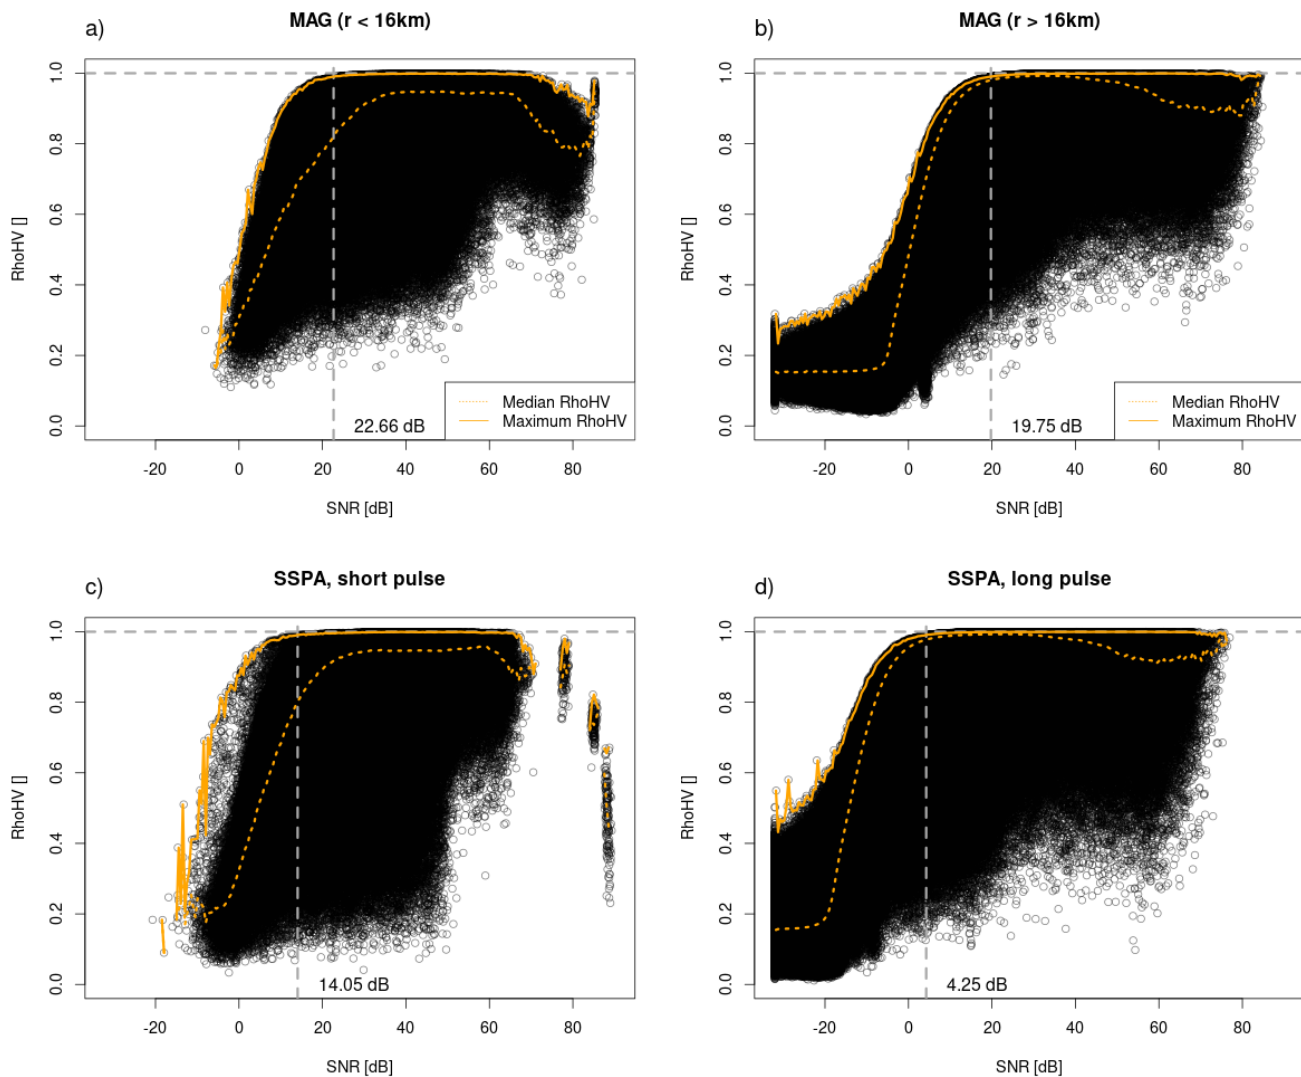 a)
MAG (r < 16km)
RhoHV []
1.0
0.8
0.6
0.4
0.2
0.0
Median RhoHV
Maximum RhoHV
22.66 dB
-20 0 20 40 60 80
SNR [dB]
b)
MAG (r > 16km)
RhoHV []
1.0
0.8
0.6
0.4
0.2
0.0
Median RhoHV
Maximum RhoHV
19.75 dB
-20 0 20 40 60 80
SNR [dB]
c)
SSPA, short pulse
RhoHV []
1.0
0.8
0.6
0.4
0.2
0.0
14.05 dB
-20 0 20 40 60 80
SNR [dB]
d)
SSPA, long pulse
RhoHV []
1.0
0.8
0.6
0.4
0.2
0.0
4.25 dB
-20 0 20 40 60 80
SNR [dB]